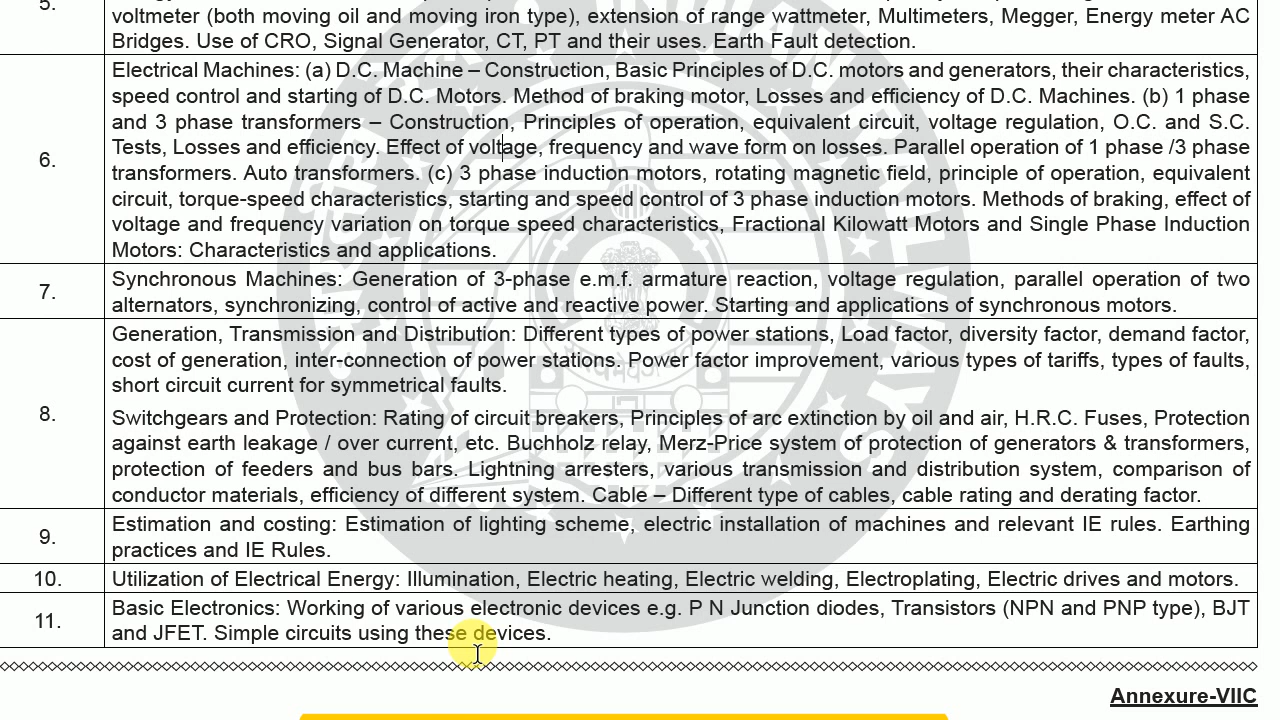 5.
voltmeter (both moving oil and moving iron type), extension of range wattmeter, Multimeters, Megger, Energy meter AC
Bridges. Use of CRO, Signal Generator, CT, PT and their uses. Earth Fault detection.
6.
Electrical Machines: (a) D.C. Machine – Construction, Basic Principles of D.C. motors and generators, their characteristics,
speed control and starting of D.C. Motors. Method of braking motor, Losses and efficiency of D.C. Machines. (b) 1 phase
and 3 phase transformers – Construction, Principles of operation, equivalent circuit, voltage regulation, O.C. and S.C.
Tests, Losses and efficiency. Effect of voltage, frequency and wave form on losses. Parallel operation of 1 phase /3 phase
transformers. Auto transformers. (c) 3 phase induction motors, rotating magnetic field, principle of operation, equivalent
circuit, torque-speed characteristics, starting and speed control of 3 phase induction motors. Methods of braking, effect of
voltage and frequency variation on torque speed characteristics, Fractional Kilowatt Motors and Single Phase Induction
Motors: Characteristics and applications.
7.
Synchronous Machines: Generation of 3-phase e.m.f. armature reaction, voltage regulation, parallel operation of two
alternators, synchronizing, control of active and reactive power. Starting and applications of synchronous motors.
8.
Generation, Transmission and Distribution: Different types of power stations, Load factor, diversity factor, demand factor,
cost of generation, inter-connection of power stations. Power factor improvement, various types of tariffs, types of faults,
short circuit current for symmetrical faults.
Switchgears and Protection: Rating of circuit breakers, Principles of arc extinction by oil and air, H.R.C. Fuses, Protection
against earth leakage / over current, etc. Buchholz relay, Merz-Price system of protection of generators & transformers,
protection of feeders and bus bars. Lightning arresters, various transmission and distribution system, comparison of
conductor materials, efficiency of different system. Cable – Different type of cables, cable rating and derating factor.
9.
Estimation and costing: Estimation of lighting scheme, electric installation of machines and relevant IE rules. Earthing
practices and IE Rules.
10.
Utilization of Electrical Energy: Illumination, Electric heating, Electric welding, Electroplating, Electric drives and motors.
11.
Basic Electronics: Working of various electronic devices e.g. P N Junction diodes, Transistors (NPN and PNP type), BJT
and JFET. Simple circuits using these devices.
Annexure-VIIC